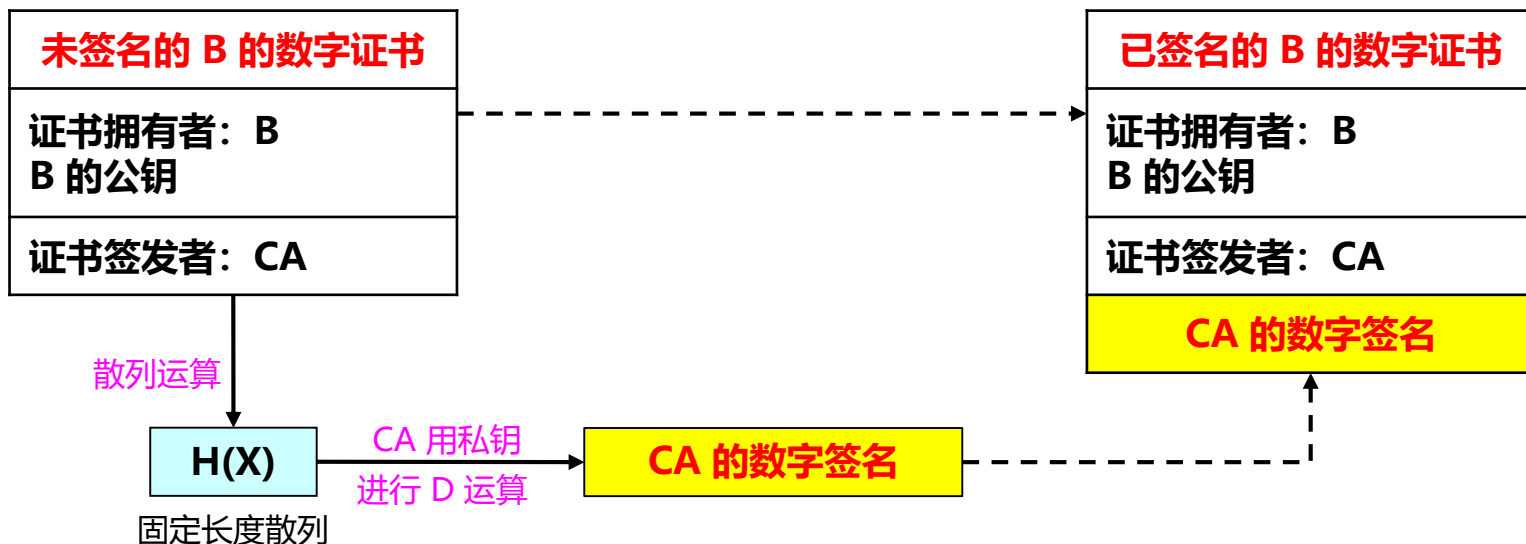 未签名的 B 的数字证书
证书拥有者：B
B 的公钥
证书签发者：CA
已签名的 B 的数字证书
证书拥有者：B
B 的公钥
证书签发者：CA
CA 的数字签名
散列运算
H(X)
固定长度散列
CA 用私钥
进行 D 运算
CA 的数字签名